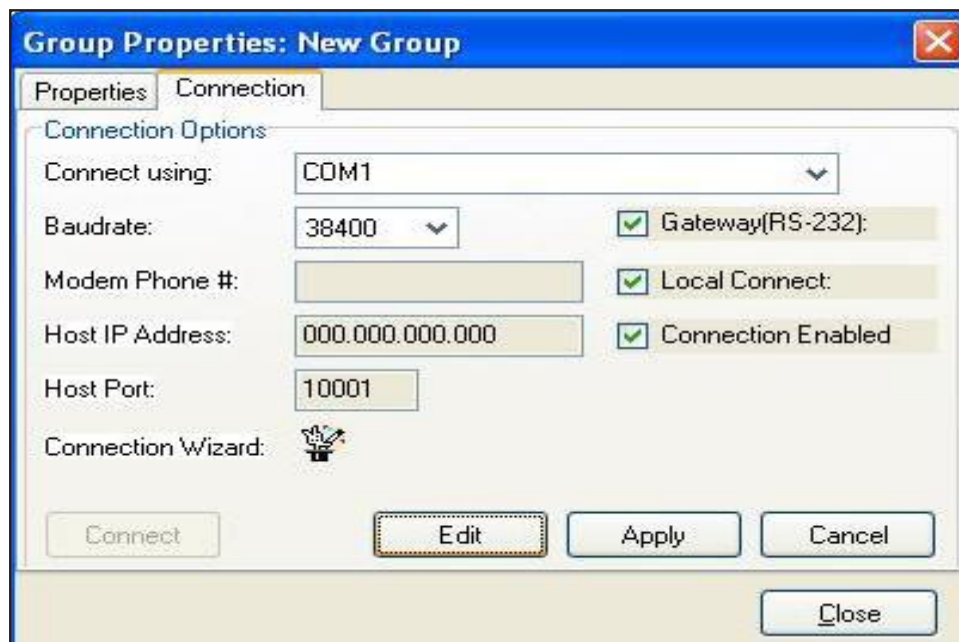 Group Properties: New Group
Properties Connection
Connection Options
Connect using: COM1
Baudrate: 38400 Gateway(RS-232):
Modem Phone #: Local Connect:
Host IP Address: 000.000.000.000 Connection Enabled
Host Port: 10001
Connection Wizard:
Connect Edit Apply Cancel
Close